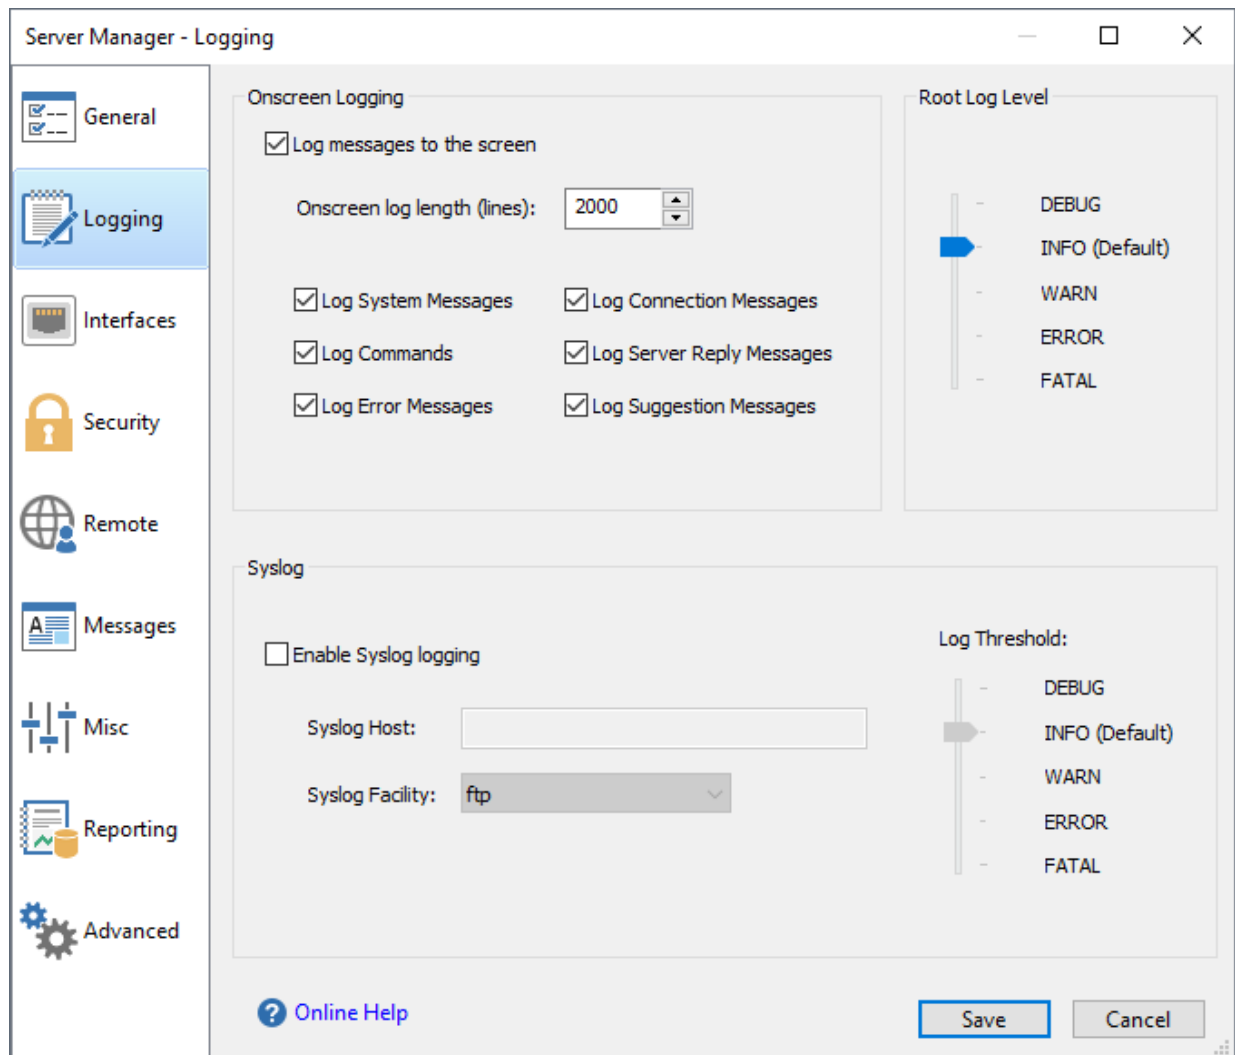 Server Manager - Logging
General
Logging
Interfaces
Security
Remote
Messages
Misc
Reporting
Advanced
Onscreen Logging
Log messages to the screen
Onscreen log length (lines): 2000
Log System Messages Log Connection Messages
Log Commands Log Server Reply Messages
Log Error Messages Log Suggestion Messages
Root Log Level
DEBUG
INFO (Default)
WARN
ERROR
FATAL
Syslog
Enable Syslog logging
Syslog Host:
Syslog Facility: ftp
Log Threshold:
DEBUG
INFO (Default)
WARN
ERROR
FATAL
? Online Help
Save Cancel